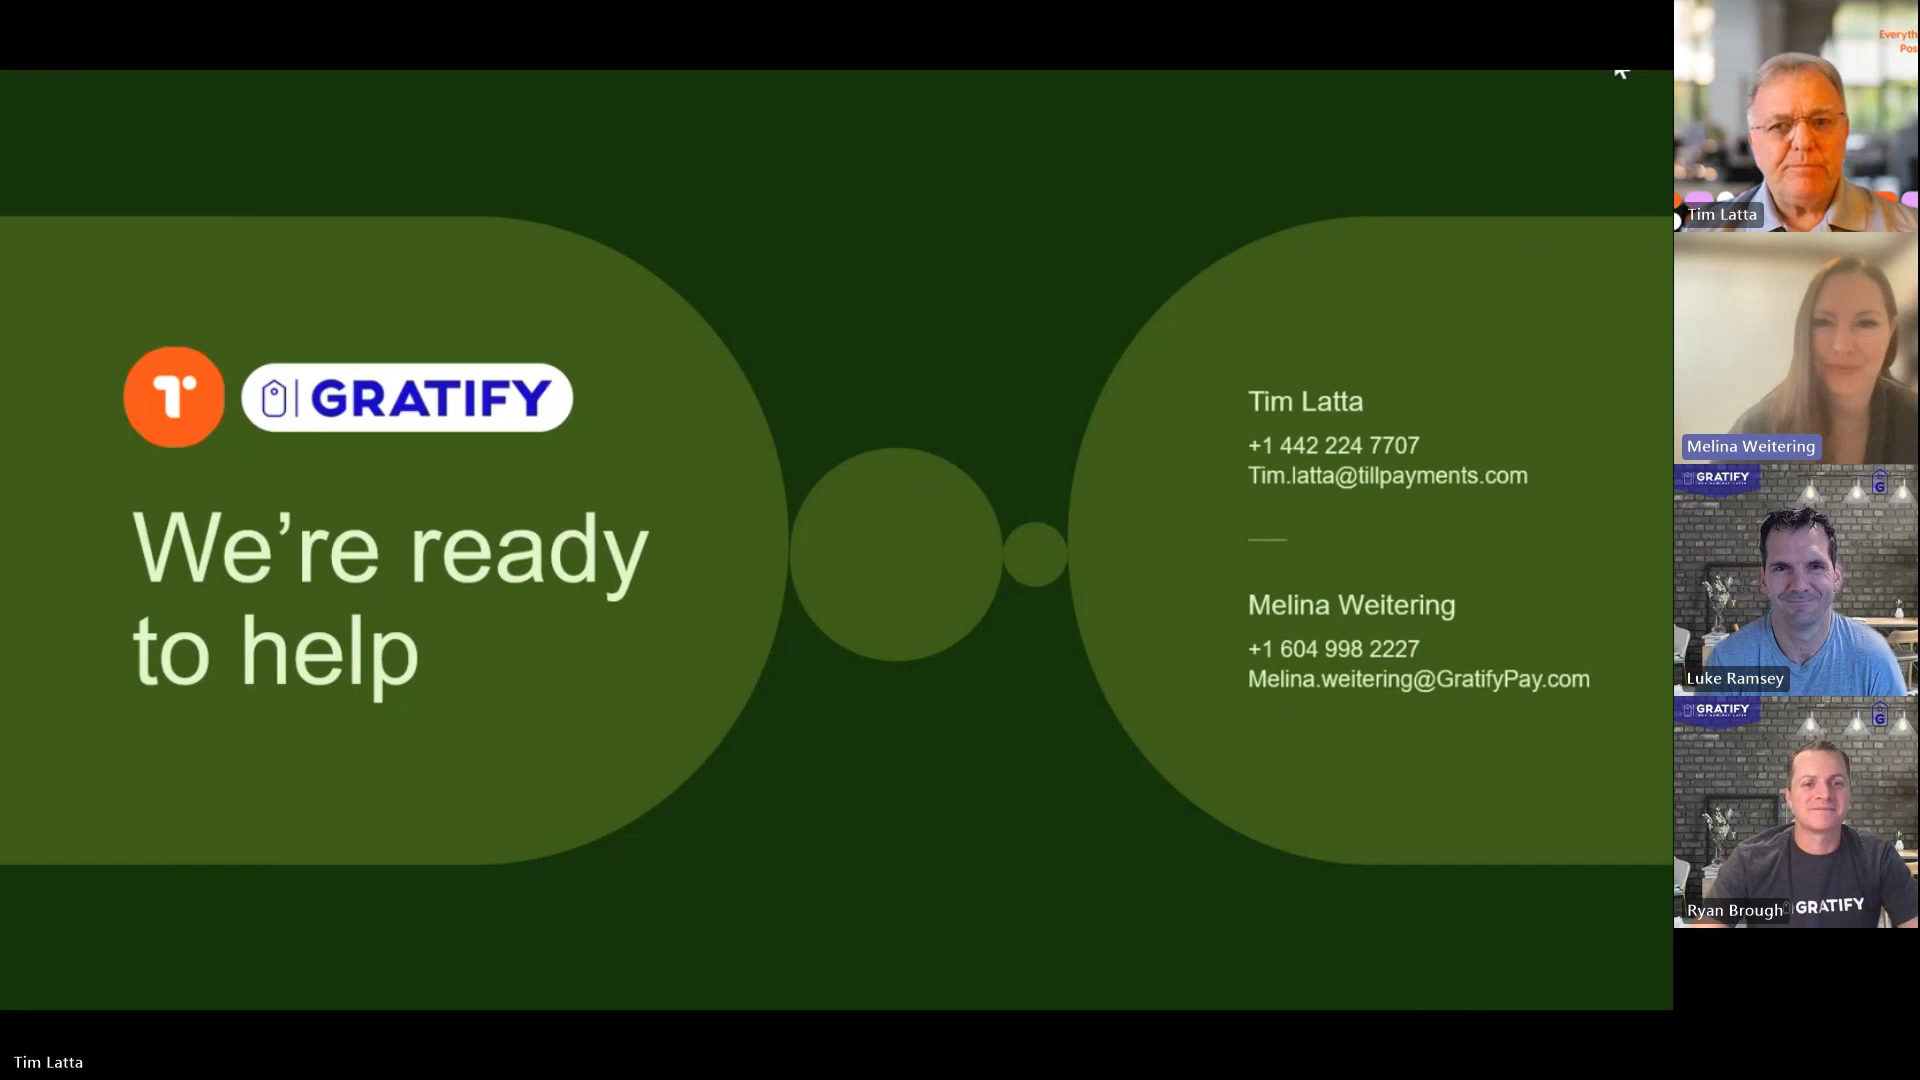 GRATIFY
We're ready
to help
Tim Latta
+1 442 224 7707
Tim.latta@tillpayments.com
Melina Weitering
+1 604 998 2227
Melina.weitering@GratifyPay.com
Everyth
Pos
Tim Latta
Melina Weitering
GRATIFY
G
Luke Ramsey
GRATIFY
G
GRATIFY
Ryan Brough
Tim Latta